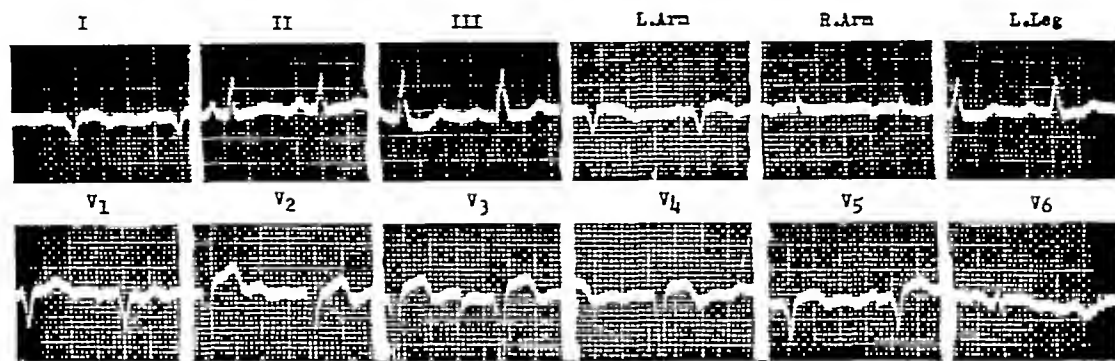 I II III L.Arm R.Arm L.Leg
V1 V2 V3 V4 V5 V6